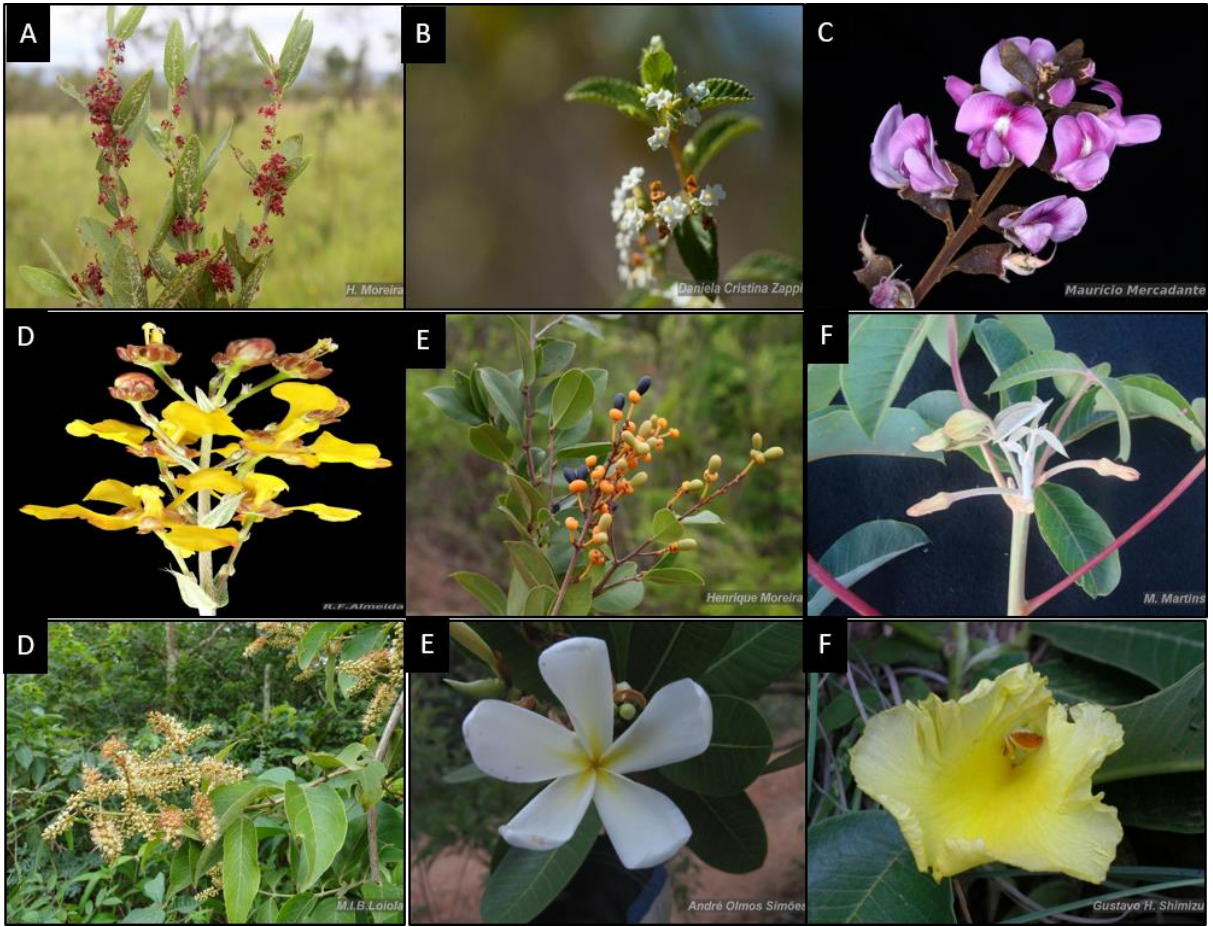 A
B
C
H. Moreira
Daniela Cristina Zappi
Maurício Mercadante
D
E
F
R.F.Almeida
Henrique Moreira
M. Martins
D
E
F
M.I.B.Loiola
André Olmos Simões
Gustavo H. Shimizu